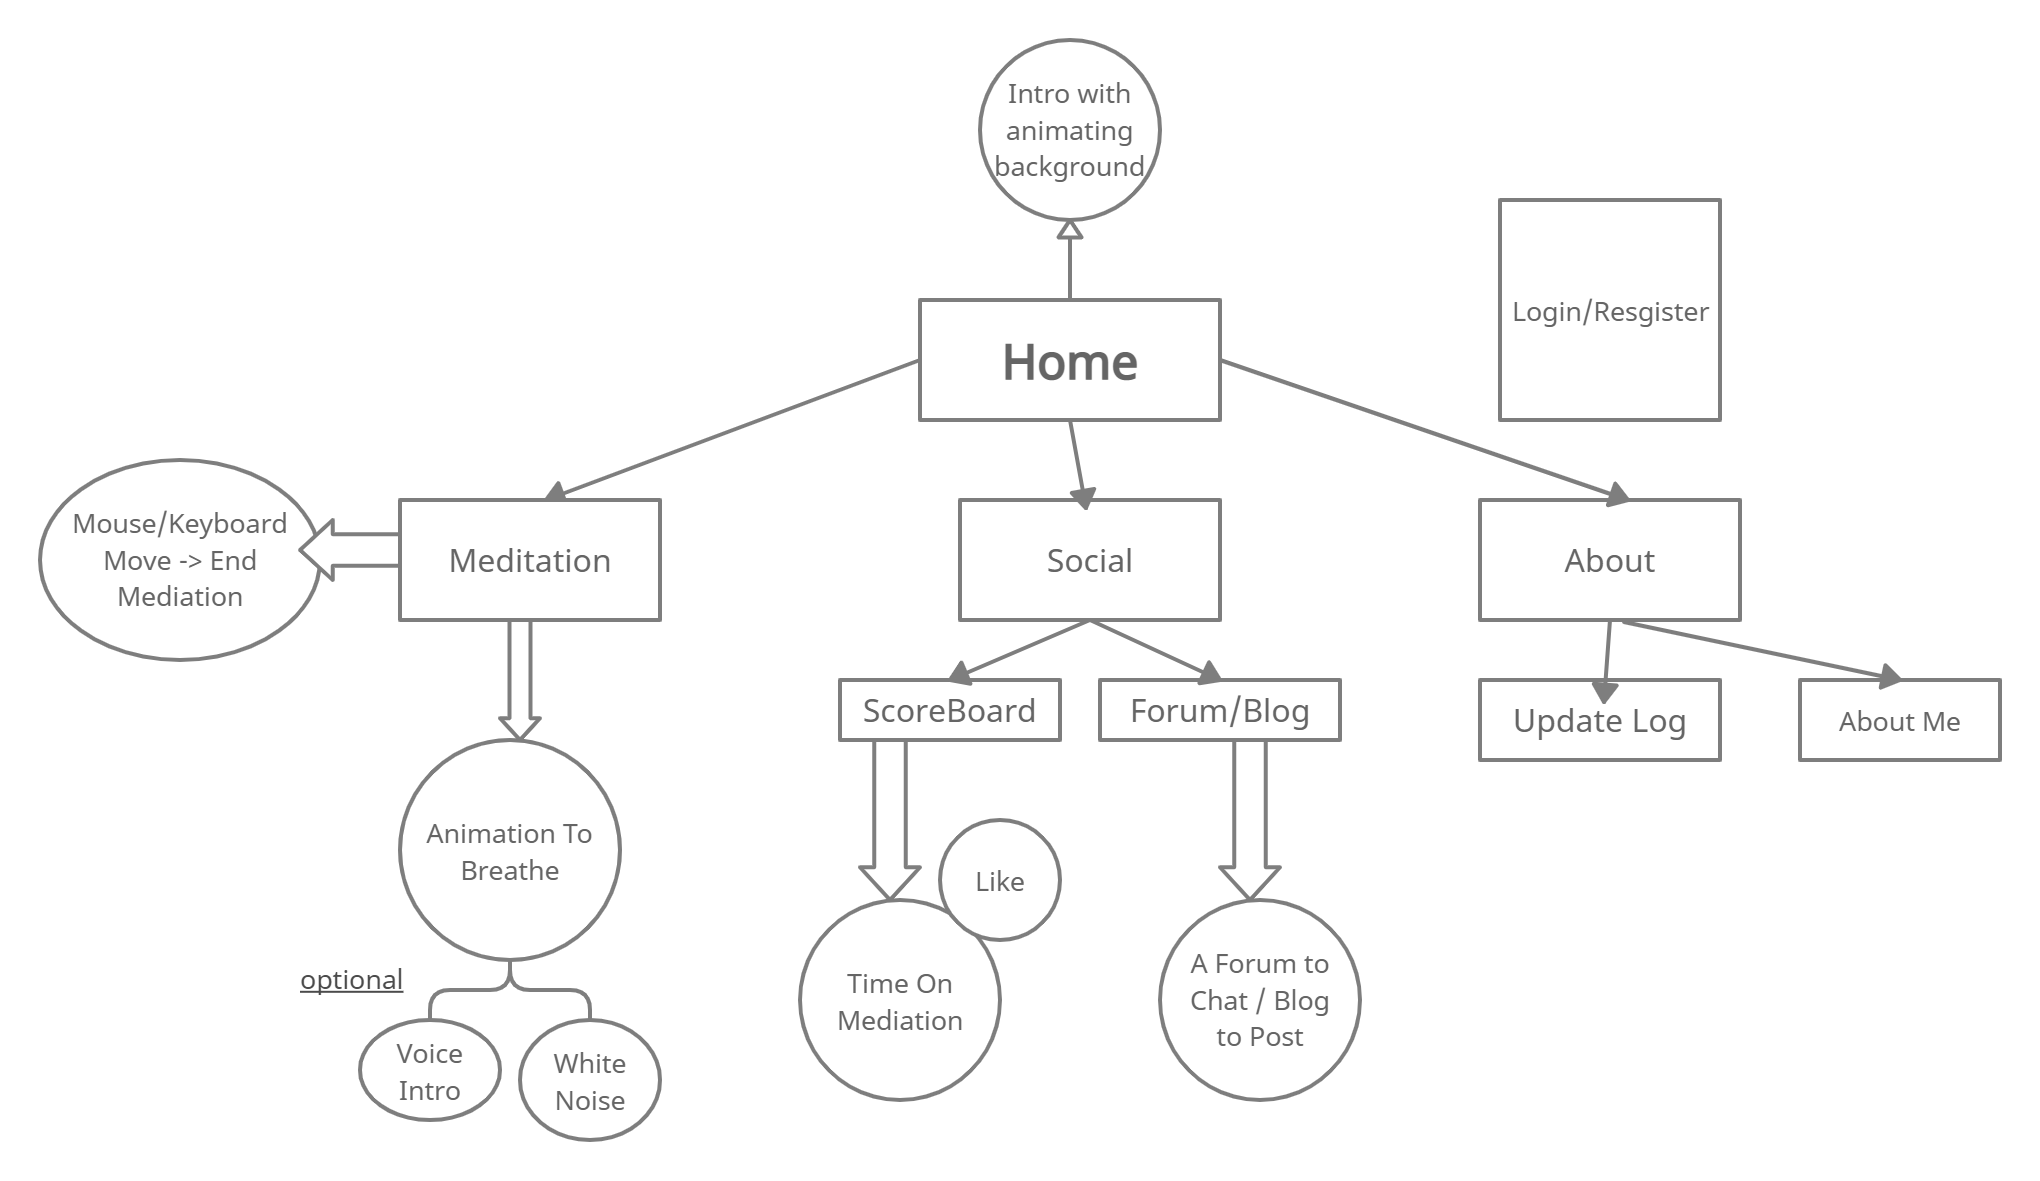 Intro with
animating
background
Login/Resgister
Home
Mouse/Keyboard
Move -> End
Mediation
Meditation
Social
About
ScoreBoard
Forum/Blog
Update Log
About Me
Animation To
Breathe
Like
optional
Time On
Mediation
A Forum to
Chat / Blog
to Post
Voice
Intro
White
Noise